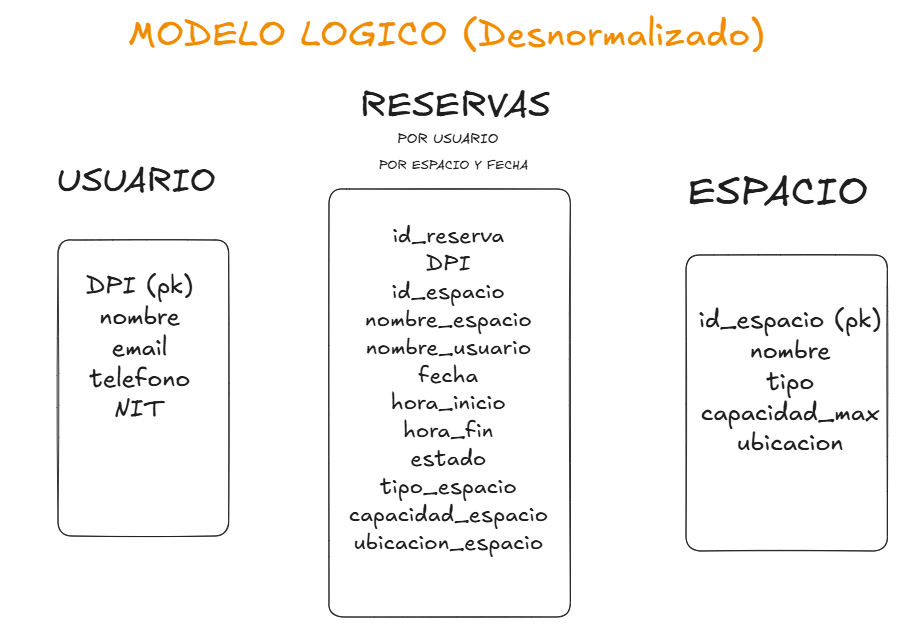 MODELO LOGICO (Desnormalizado)
RESERVAS
POR USUARIO
POR ESPACIO Y FECHA
USUARIO
DPI (pk)
nombre
email
telefono
NIT
id_reserva
DPI
id_espacio
nombre_espacio
nombre_usuario
fecha
hora_inicio
hora_fin
estado
tipo_espacio
capacidad_espacio
ubicacion_espacio
ESPACIO
id_espacio (pk)
nombre
tipo
capacidad_max
ubicacion